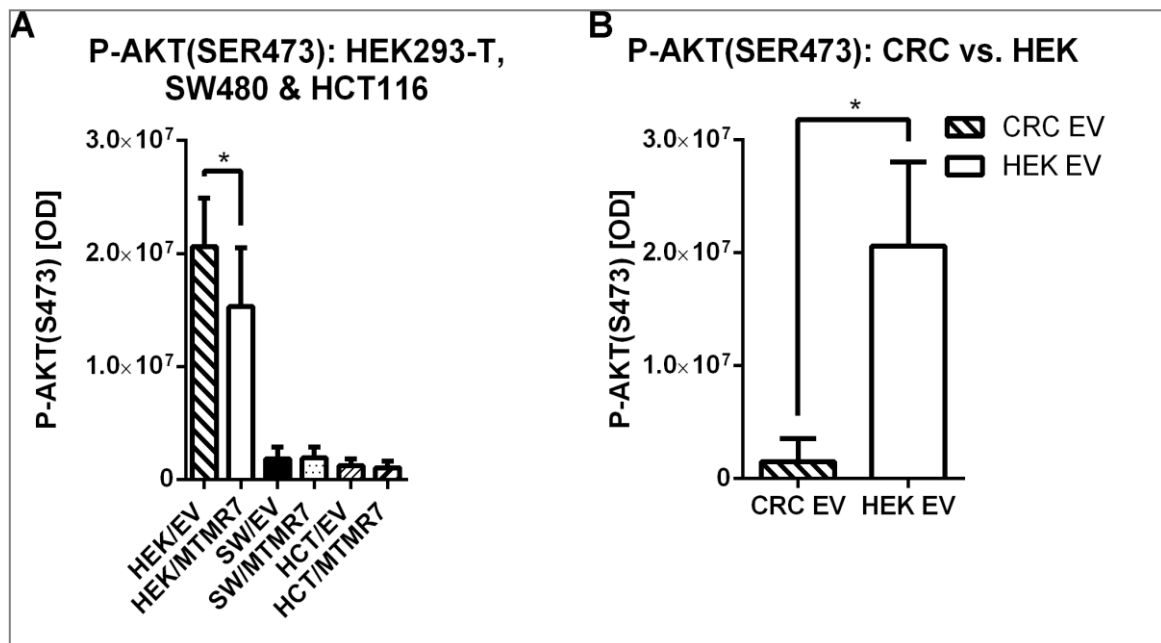 A
P-AKT(SER473): HEK293-T,
SW480 & HCT116
P-AKT(S473) [OD]
3.0×10⁷
2.0×10⁷
1.0×10⁷
0
*
HEK/EV
HEK/MTMR7
SW/EV
SW/MTMR7
HCT/EV
HCT/MTMR7
B
P-AKT(SER473): CRC vs. HEK
P-AKT(S473) [OD]
3.0×10⁷
2.0×10⁷
1.0×10⁷
0
*
CRC EV
HEK EV
CRC EV
HEK EV